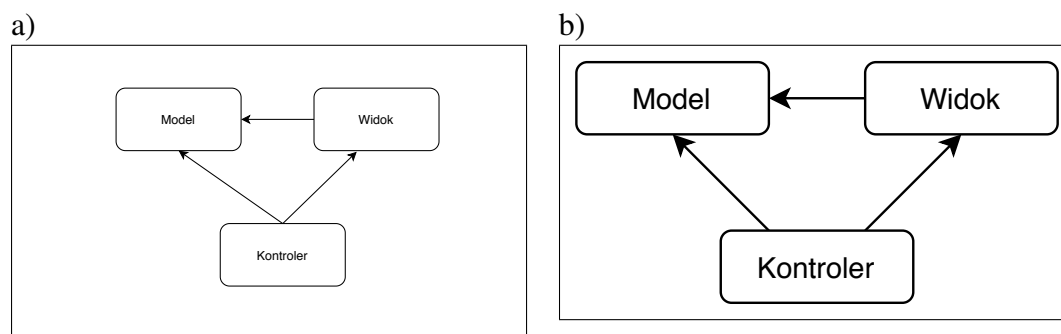 a)
Model
Widok
Kontroler
b)
Model
Widok
Kontroler